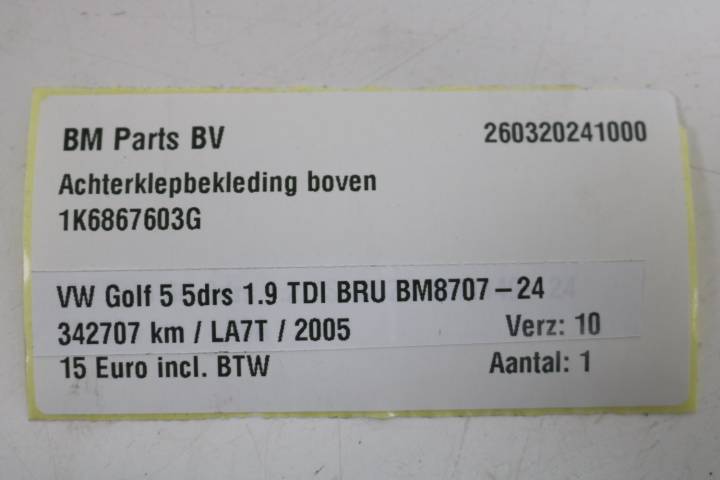 BM Parts BV 260320241000
Achterklepbekleding boven
1K6867603G
VW Golf 5 5drs 1.9 TDI BRU BM8707-24
342707 km / LA7T / 2005 Verz: 10
15 Euro incl. BTW Aantal: 1